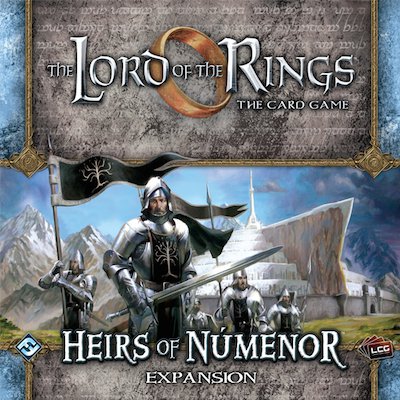 THE LORD OF THE RINGS
THE CARD GAME
HEIRS OF NÚMENOR
EXPANSION
LCG